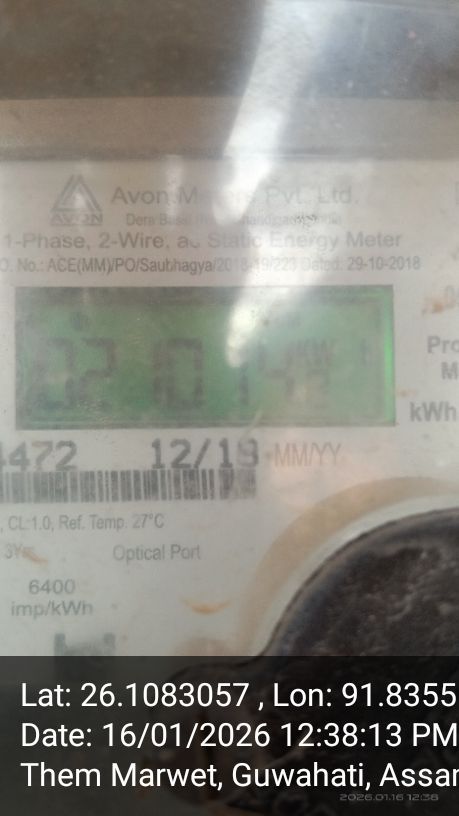 AVON
Avon Meters Pvt. Ltd.
1-Phase, 2-Wire, ac Static Energy Meter
O. No.: ACE(MM)/PO/Saubhagya/2018-19/223 Dated: 29-10-2018
kWh
4472 12/19 MM/YY
, CL:1.0, Ref. Temp. 27°C
Optical Port
6400
imp/kWh
Lat: 26.1083057 , Lon: 91.8355
Date: 16/01/2026 12:38:13 PM
Them Marwet, Guwahati, Assam
2026.01.16 12:38